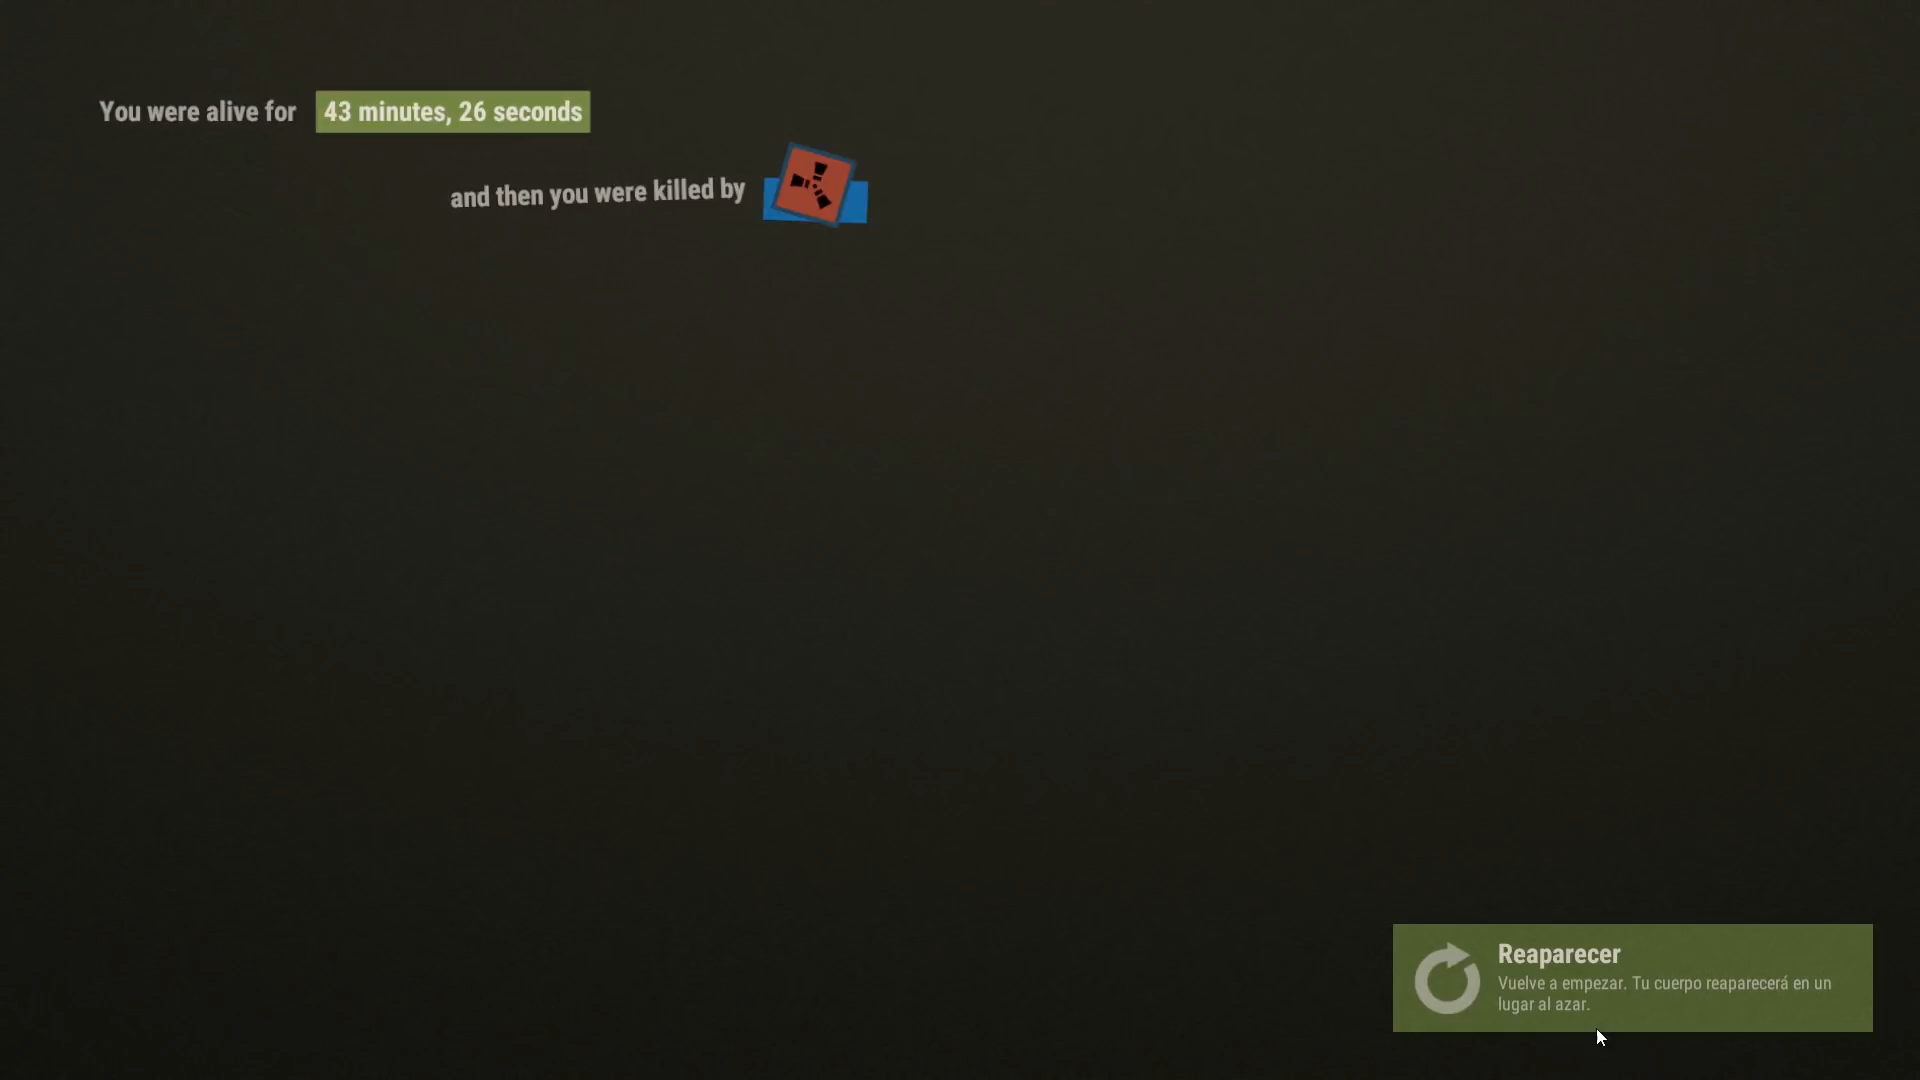 You were alive for 43 minutes, 26 seconds
and then you were killed by
Reaparecer
Vuelve a empezar. Tu cuerpo reaparecerá en un
lugar al azar.